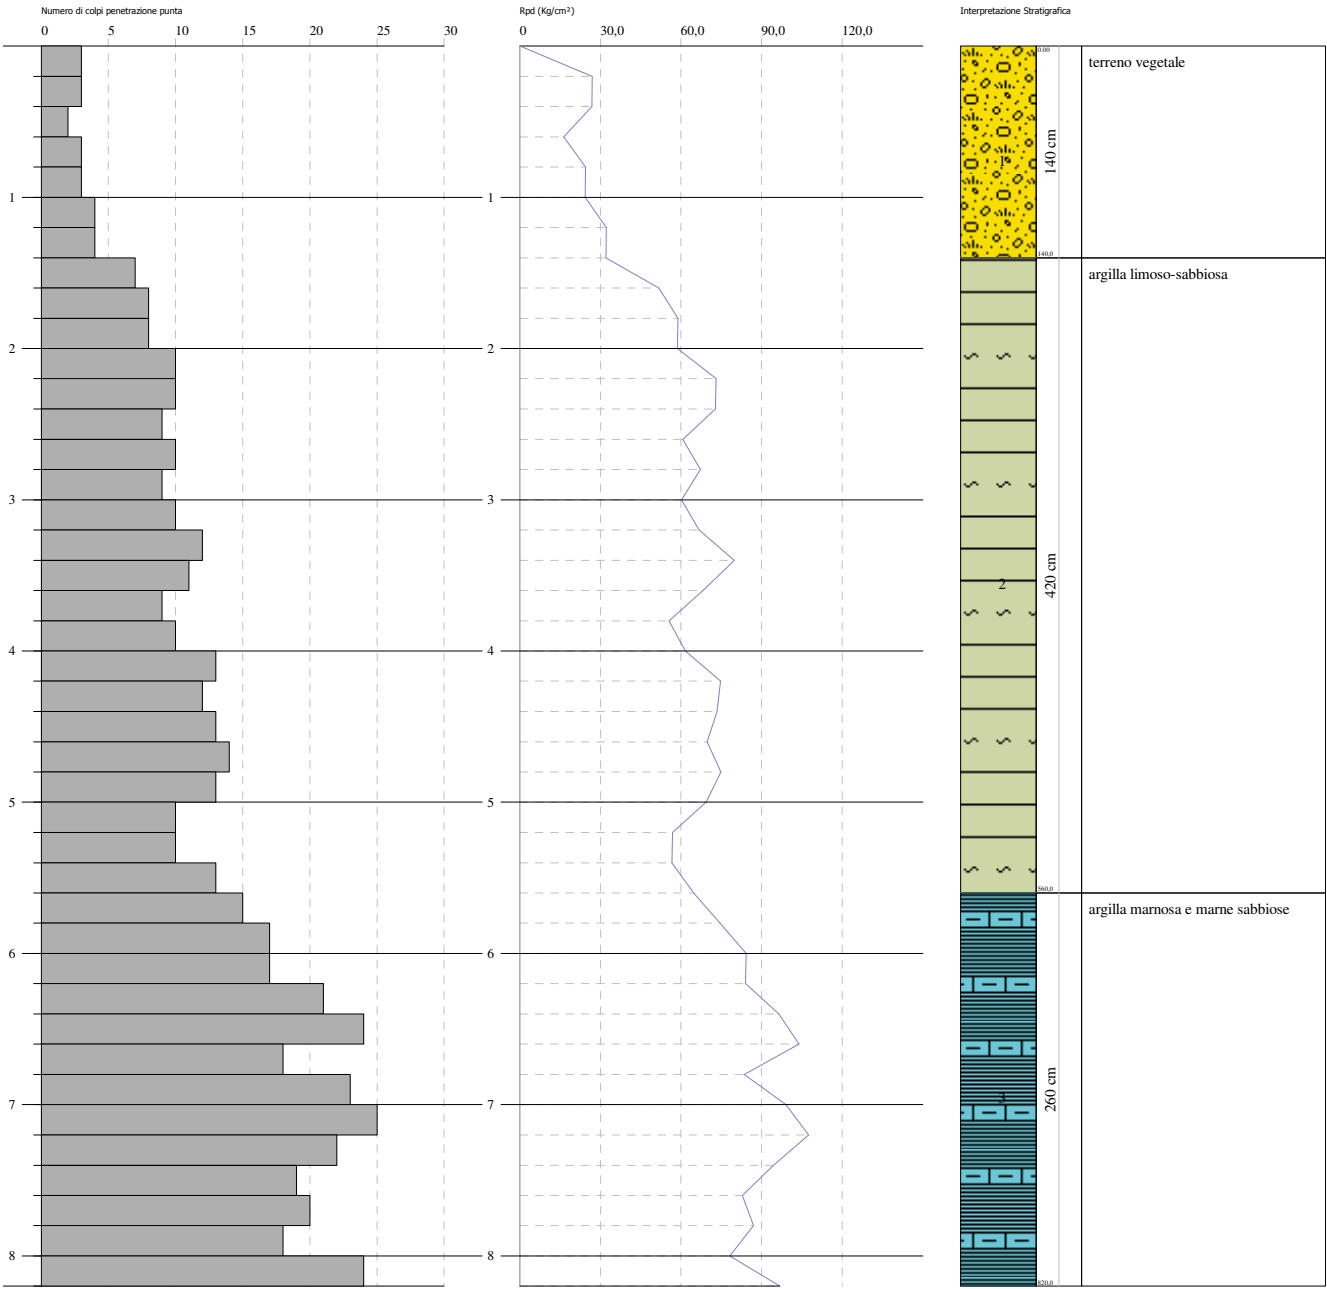 Numero di colpi penetrazione punta
Rpd (Kg/cm²)
Interpretazione Stratigrafica
0 5 10 15 20 25 30
0 30,0 60,0 90,0 120,0
0.00
terreno vegetale
1
140 cm
1 1
140,0
argilla limoso-sabbiosa
2 2
3 3
2
420 cm
4 4
5 5
560,0
argilla marnosa e marne sabbiose
6 6
3
260 cm
7 7
8 8
820,0